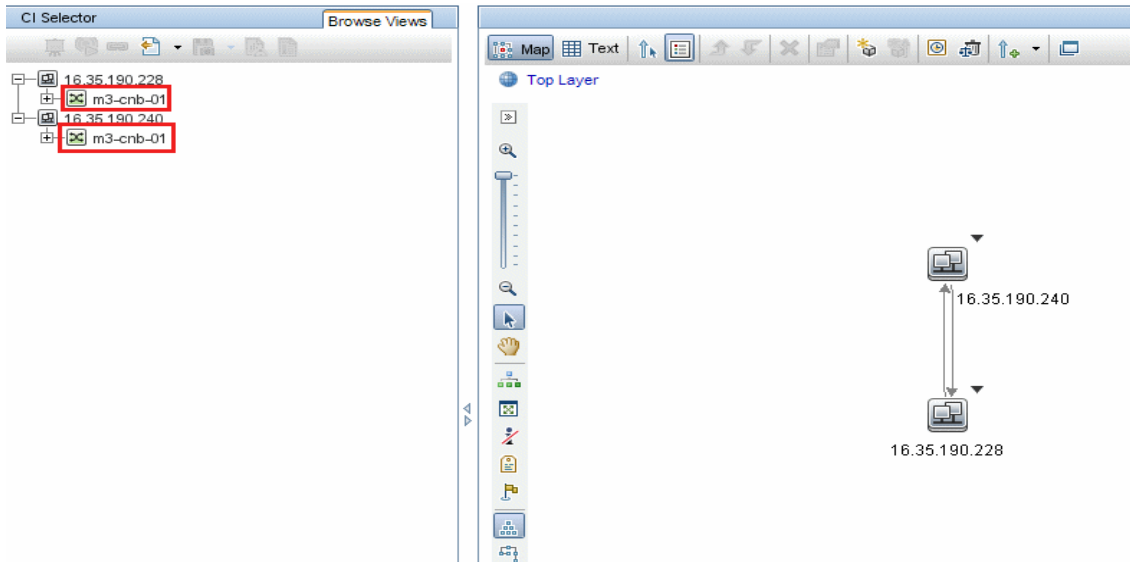 CI Selector
Browse Views
16.35.190.228
m3-cnb-01
16.35.190.240
m3-cnb-01
Map
Text
Top Layer
16.35.190.240
16.35.190.228